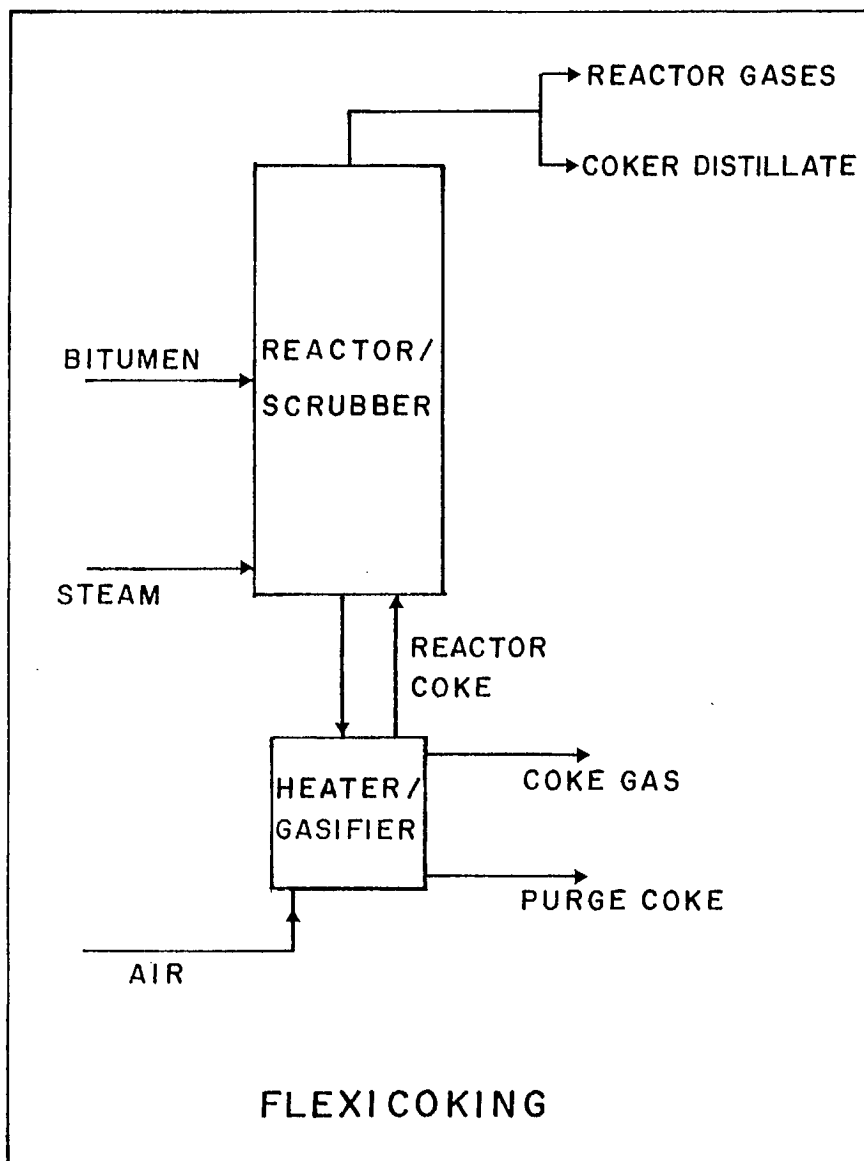 REACTOR GASES
COKER DISTILLATE
BITUMEN
REACTOR/
SCRUBBER
STEAM
REACTOR
COKE
HEATER/
GASIFIER
COKE GAS
PURGE COKE
AIR
FLEXICOKING